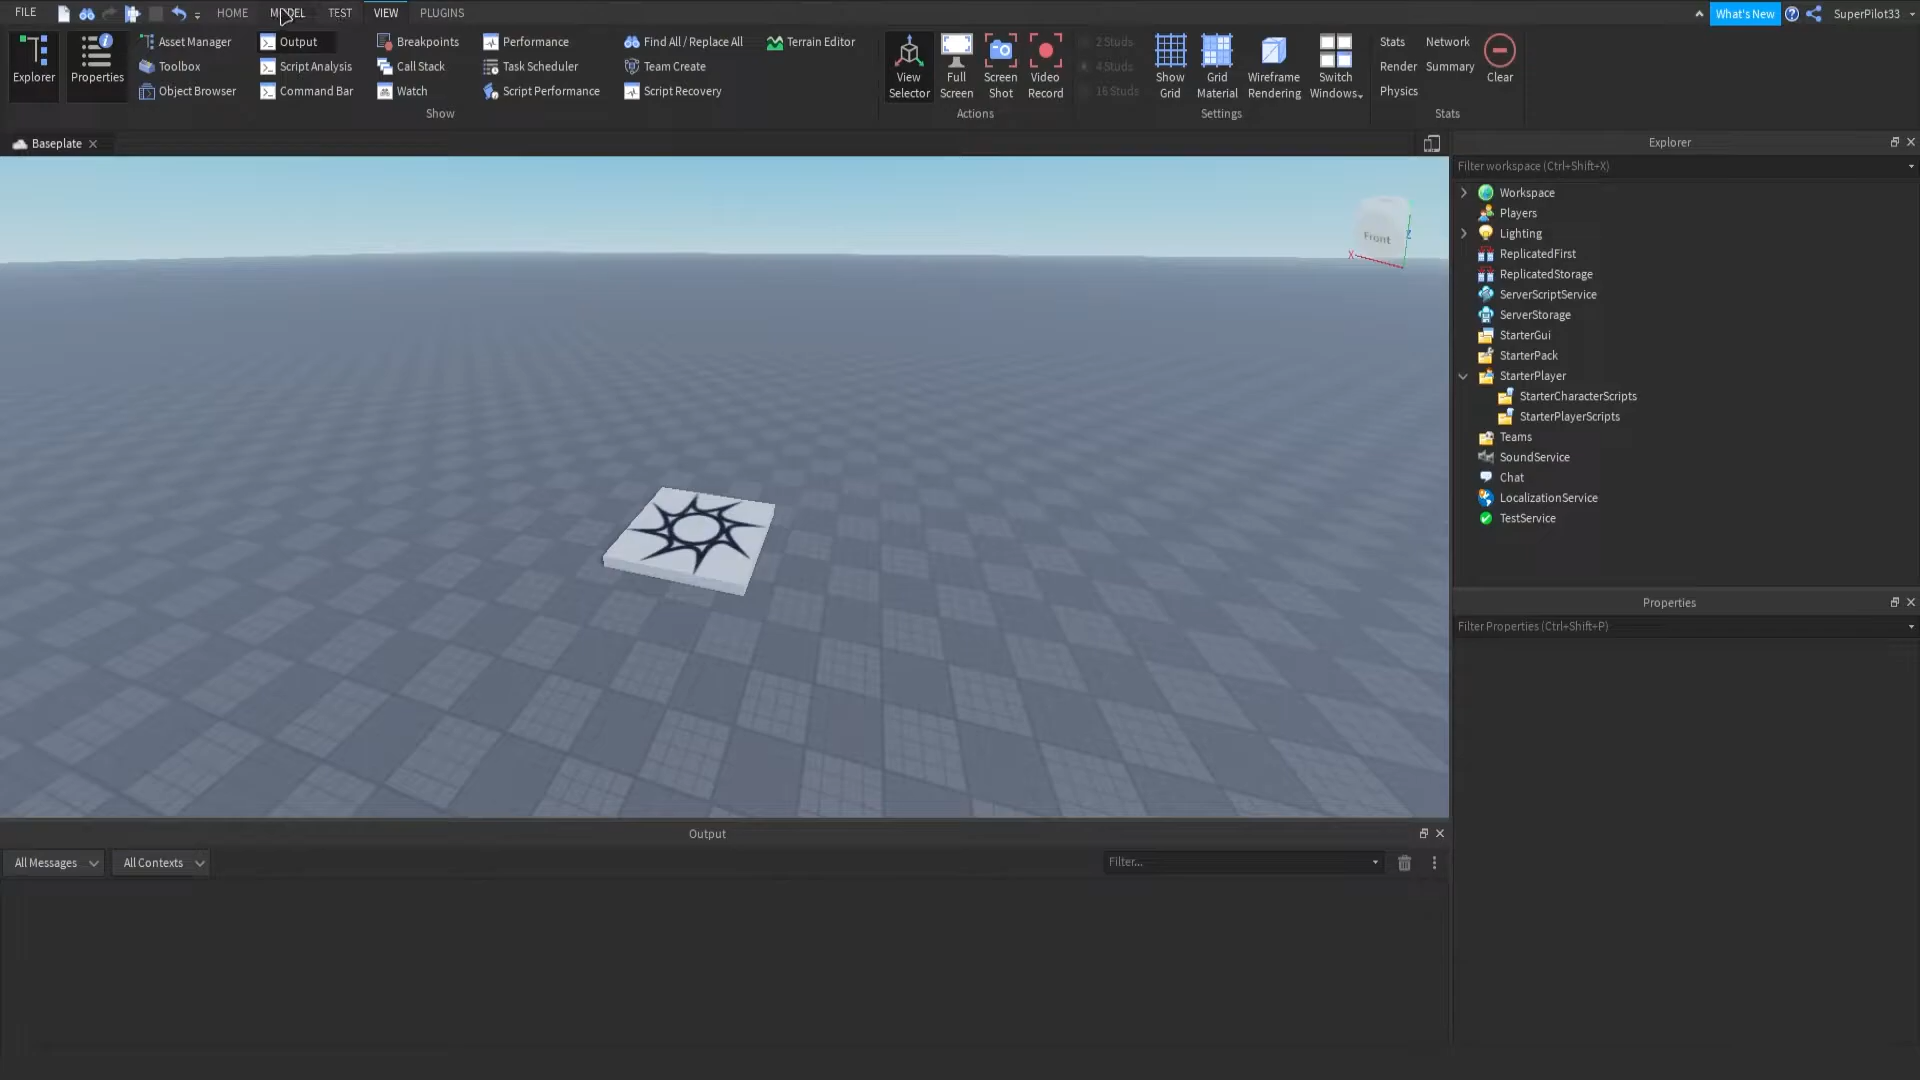 FILE HOME MODEL TEST VIEW PLUGINS What's New SuperPilot33
Explorer
Properties
Asset Manager
Toolbox
Object Browser
Output
Script Analysis
Command Bar
Breakpoints
Call Stack
Watch
Performance
Task Scheduler
Script Performance
Find All / Replace All
Team Create
Script Recovery
Terrain Editor
Show
View
Selector
Full
Screen
Screen
Shot
Video
Record
Actions
2 Studs
4 Studs
16 Studs
Show
Grid
Grid
Material
Wireframe
Rendering
Switch
Windows
Settings
Stats
Render
Physics
Network
Summary
Clear
Stats
Baseplate
Front
X
Z
Explorer
Filter workspace (Ctrl+Shift+X)
Workspace
Players
Lighting
ReplicatedFirst
ReplicatedStorage
ServerScriptService
ServerStorage
StarterGui
StarterPack
StarterPlayer
StarterCharacterScripts
StarterPlayerScripts
Teams
SoundService
Chat
LocalizationService
TestService
Properties
Filter Properties (Ctrl+Shift+P)
Output
All Messages All Contexts Filter...